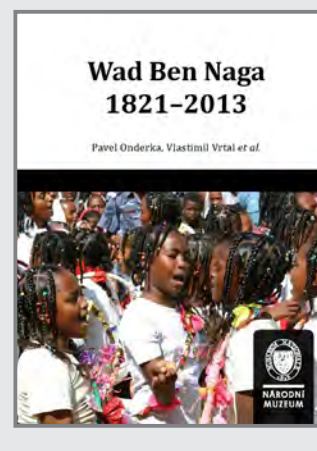 Wad Ben Naga
1821–2013
Pavel Onderka, Vlastimil Vrtal et al.
NÁRODNÍ
MUZEUM